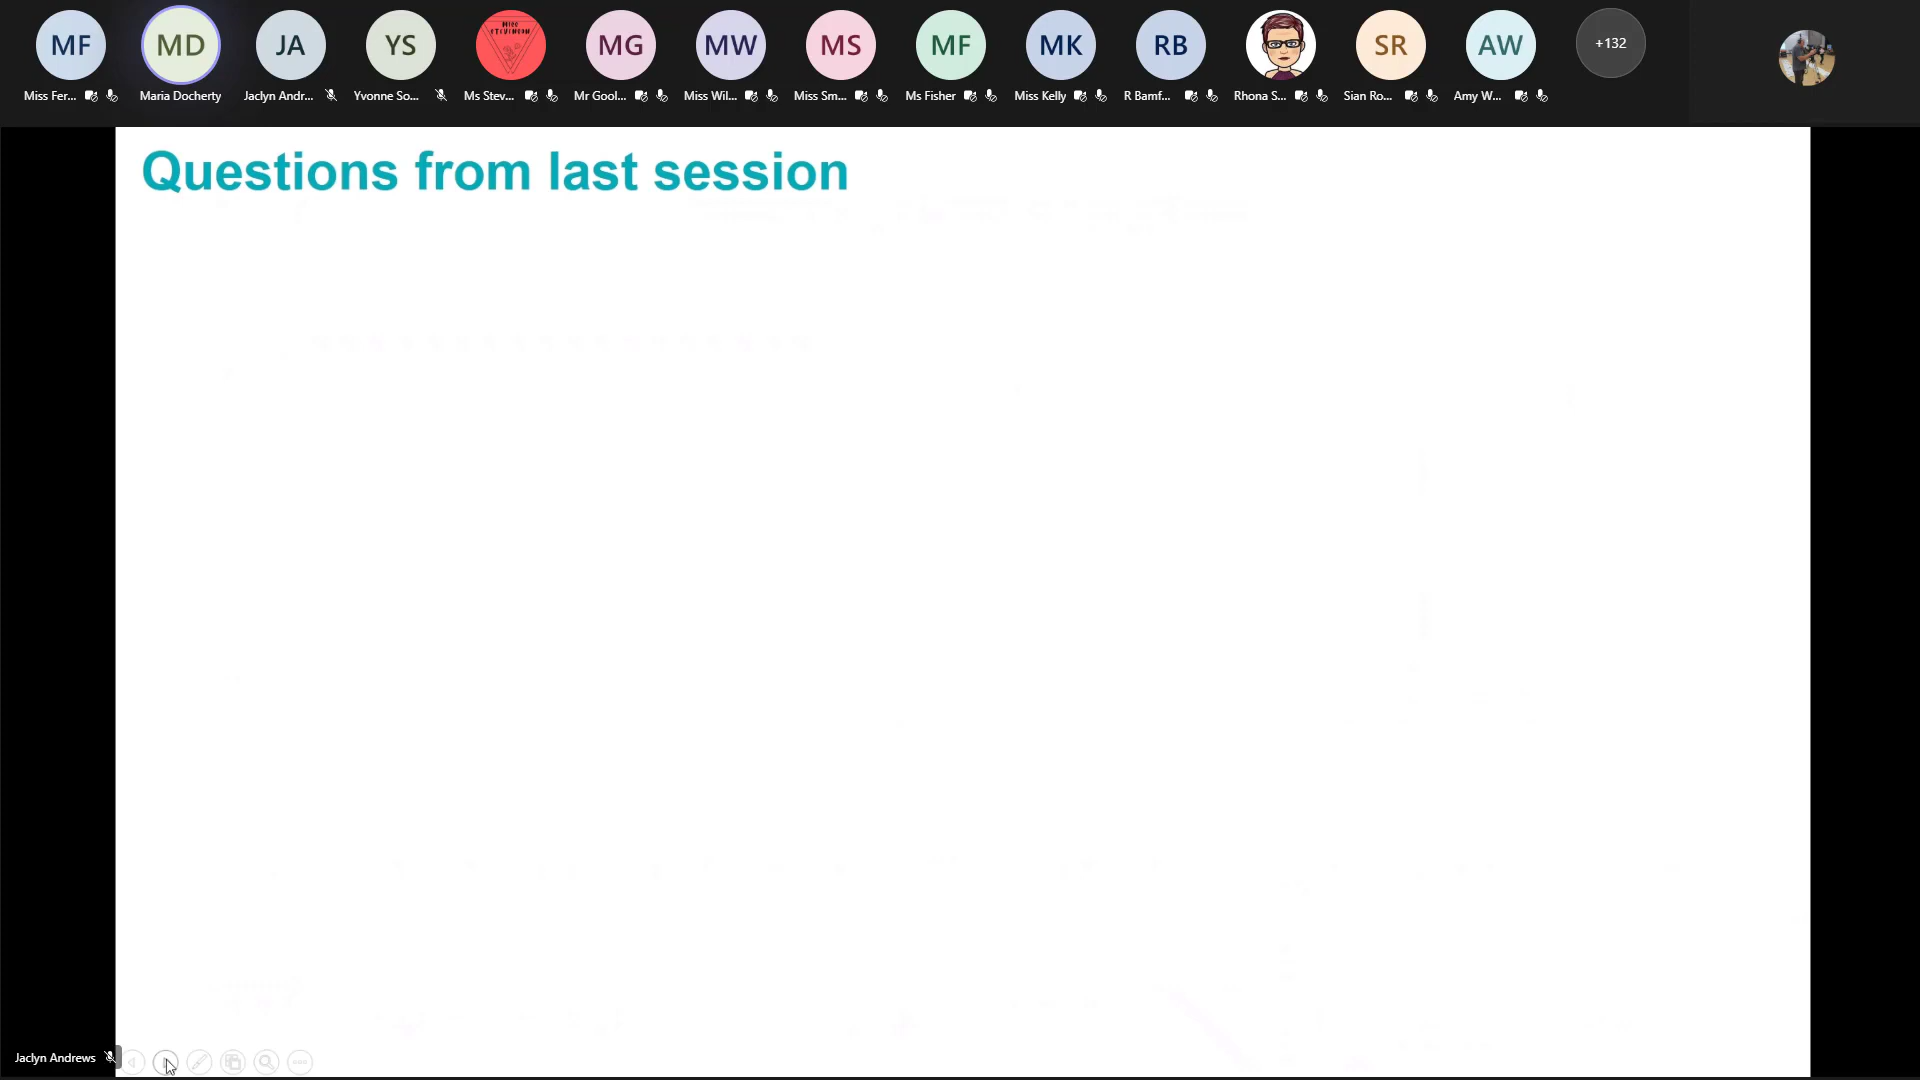 MF
MD
JA
YS
Miss
STEVENSON
MG
MW
MS
MF
MK
RB
SR
AW
+132
Miss Fer...
Maria Docherty
Jaclyn Andr...
Yvonne So...
Ms Stev...
Mr Gool...
Miss Wil...
Miss Sm...
Ms Fisher
Miss Kelly
R Bamf...
Rhona S...
Sian Ro...
Amy W...
Questions from last session
Jaclyn Andrews